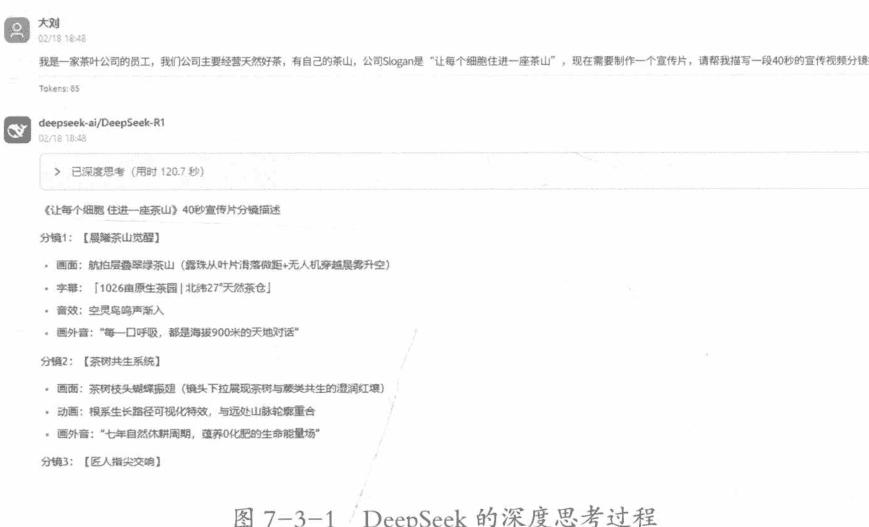 大刘
02/18 18:48
我是一家茶叶公司的员工，我们公司主要经营天然好茶，有自己的茶山，公司Slogan是“让每个细胞住进一座茶山”，现在需要制作一个宣传片，请帮我描写一段40秒的宣传视频分镜
Tokens: 85
deepseek-ai/DeepSeek-R1
02/18 18:48
> 已深度思考（用时 120.7 秒）
《让每个细胞 住进一座茶山》40秒宣传片分镜描述
分镜1：【晨曦茶山觉醒】
• 画面：航拍层叠翠绿茶山（露珠从叶片滑落微距+无人机穿越晨雾升空）
• 字幕：「1026亩原生茶园 | 北纬27°天然茶仓」
• 音效：空灵鸟鸣声渐入
• 画外音：“每一口呼吸，都是海拔900米的天地对话”
分镜2：【茶树共生系统】
• 画面：茶树枝头蝴蝶振翅（镜头下拉展现茶树与蕨类共生的湿润红壤）
• 动画：根系生长路径可视化特效，与远处山脉轮廓重合
• 画外音：“七年自然休耕周期，蕴养0化肥的生命能量场”
分镜3：【匠人指尖交响】
图 7-3-1 DeepSeek 的深度思考过程